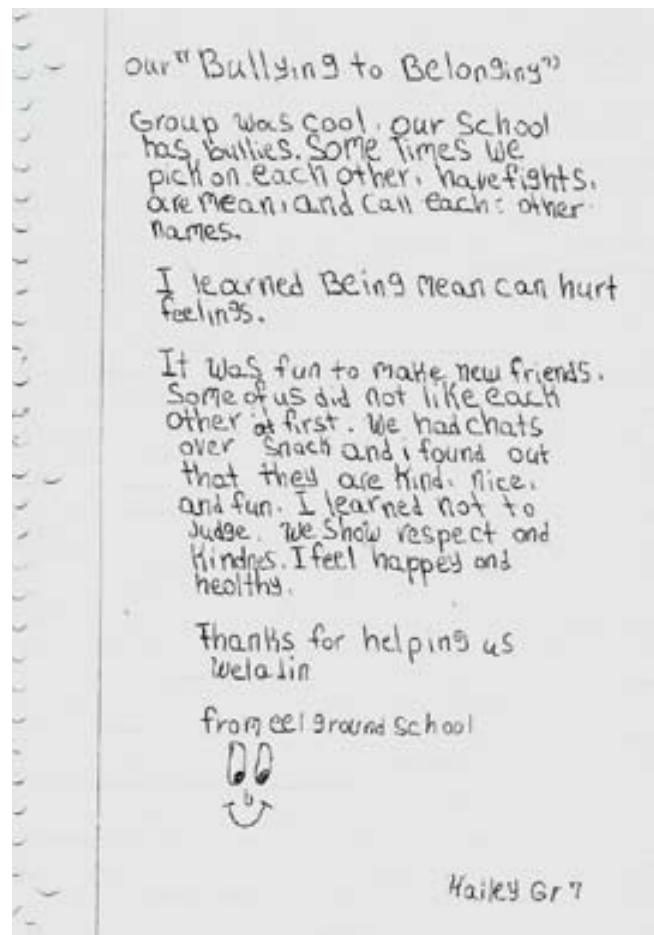 our "Bullying to Belonging"
Group was cool. our School
has bullies. Some times we
pick on each other, have fights,
are mean, and call each other
names.
I learned Being mean can hurt
feelings.
It was fun to make new friends.
Some of us did not like each
other at first. We had chats
over snack and i found out
that they are kind, nice,
and fun. I learned not to
Judge. We show respect and
kindnes. I feel happey and
healthy.
Thanks for helping us
Welalin
from eel ground school
Hailey Gr 7